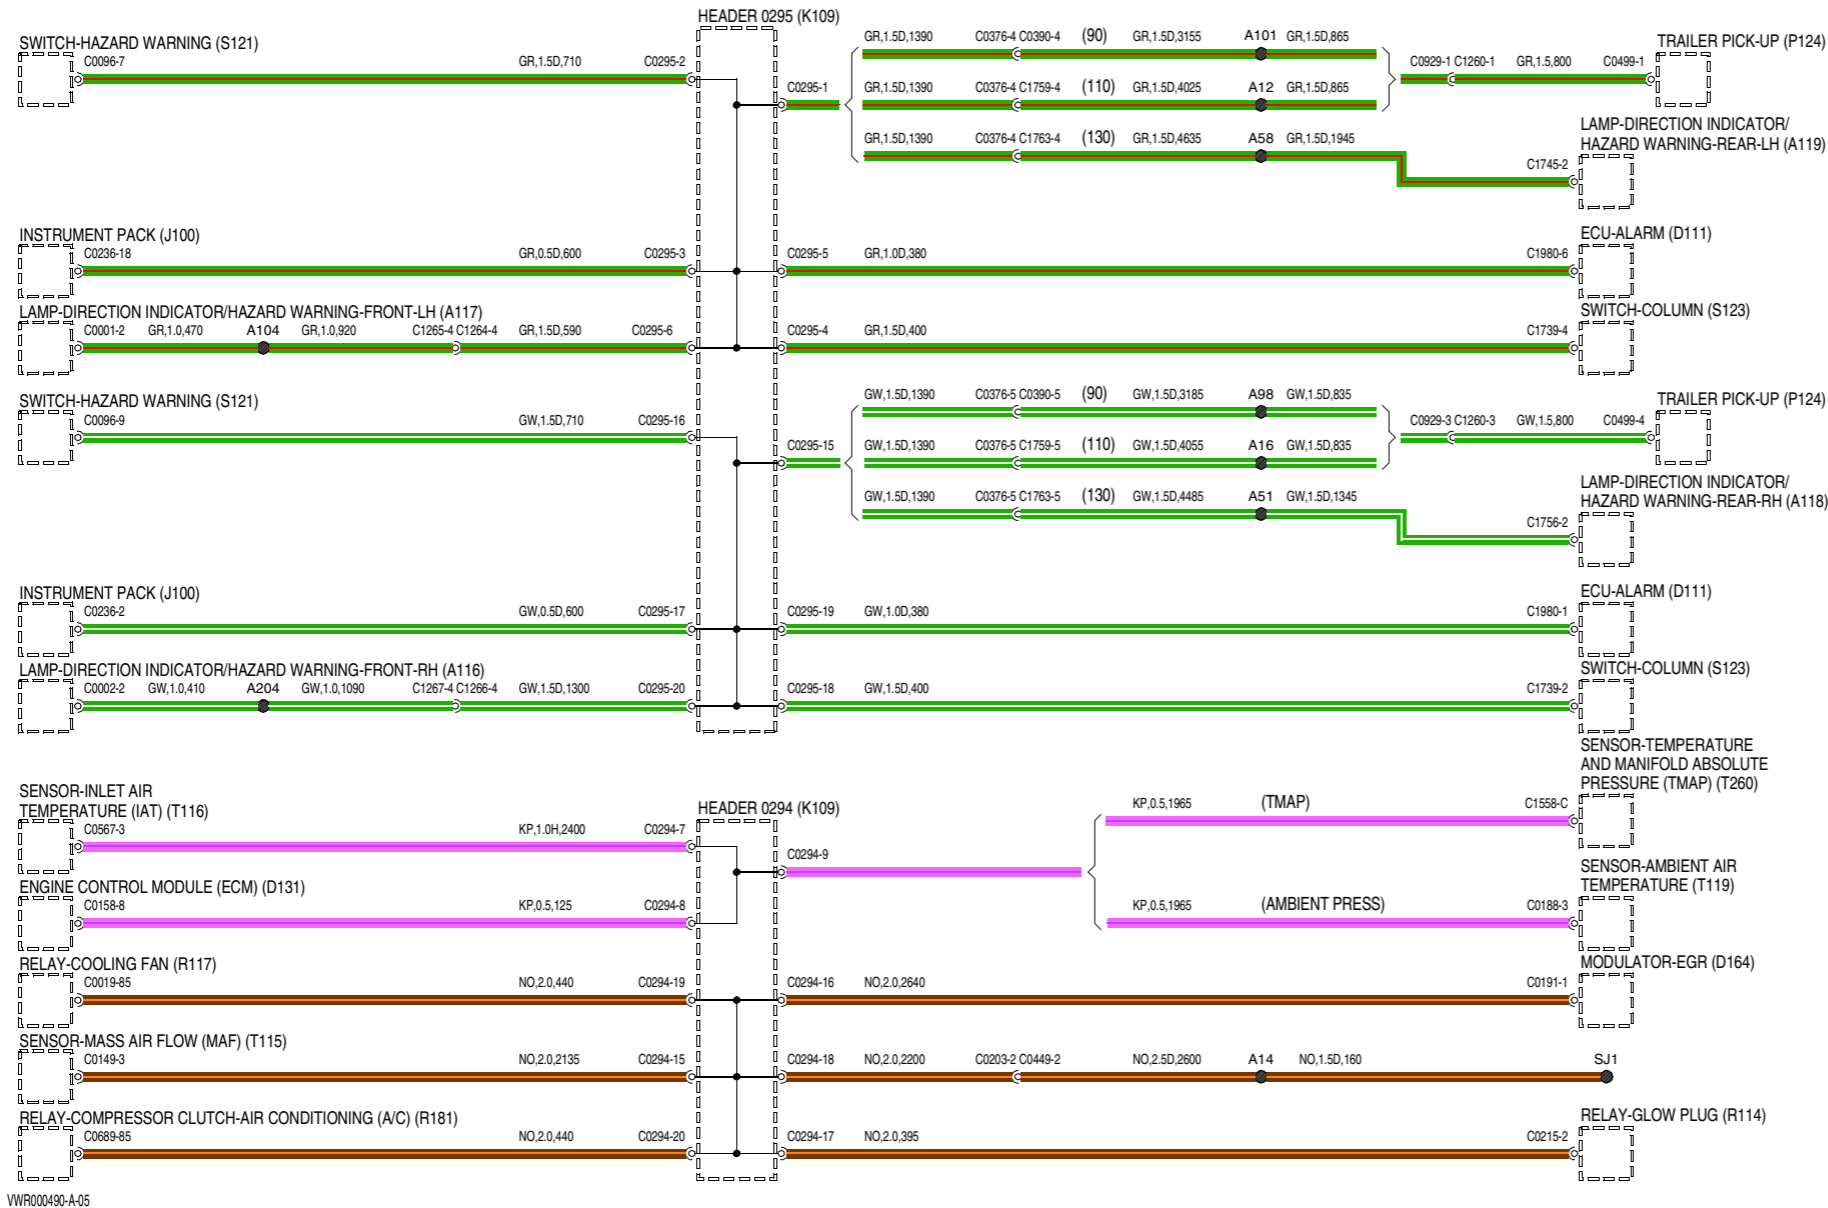 HEADER 0295 (K109)
SWITCH-HAZARD WARNING (S121)
C0096-7 GR,1.5D,710 C0295-2
C0295-1
GR,1.5D,1390 C0376-4 C0390-4 (90) GR,1.5D,3155 A101 GR,1.5D,865
GR,1.5D,1390 C0376-4 C1759-4 (110) GR,1.5D,4025 A12 GR,1.5D,865
GR,1.5D,1390 C0376-4 C1763-4 (130) GR,1.5D,4635 A58 GR,1.5D,1945
TRAILER PICK-UP (P124)
C0929-1 C1260-1 GR,1.5,800 C0499-1
LAMP-DIRECTION INDICATOR/
HAZARD WARNING-REAR-LH (A119)
C1745-2
INSTRUMENT PACK (J100)
C0236-18 GR,0.5D,600 C0295-3
C0295-5 GR,1.0D,380 C1980-6
ECU-ALARM (D111)
LAMP-DIRECTION INDICATOR/HAZARD WARNING-FRONT-LH (A117)
C0001-2 GR,1.0,470 A104 GR,1.0,920 C1265-4 C1264-4 GR,1.5D,590 C0295-6
C0295-4 GR,1.5D,400 C1739-4
SWITCH-COLUMN (S123)
SWITCH-HAZARD WARNING (S121)
C0096-9 GW,1.5D,710 C0295-16
C0295-15
GW,1.5D,1390 C0376-5 C0390-5 (90) GW,1.5D,3185 A98 GW,1.5D,835
GW,1.5D,1390 C0376-5 C1759-5 (110) GW,1.5D,4055 A16 GW,1.5D,835
GW,1.5D,1390 C0376-5 C1763-5 (130) GW,1.5D,4485 A51 GW,1.5D,1345
TRAILER PICK-UP (P124)
C0929-3 C1260-3 GW,1.5,800 C0499-4
LAMP-DIRECTION INDICATOR/
HAZARD WARNING-REAR-RH (A118)
C1756-2
INSTRUMENT PACK (J100)
C0236-2 GW,0.5D,600 C0295-17
C0295-19 GW,1.0D,380 C1980-1
ECU-ALARM (D111)
LAMP-DIRECTION INDICATOR/HAZARD WARNING-FRONT-RH (A116)
C0002-2 GW,1.0,410 A204 GW,1.0,1090 C1267-4 C1266-4 GW,1.5D,1300 C0295-20
C0295-18 GW,1.5D,400 C1739-2
SWITCH-COLUMN (S123)
SENSOR-INLET AIR
TEMPERATURE (IAT) (T116)
C0567-3 KP,1.0H,2400 C0294-7
HEADER 0294 (K109)
C0294-9
KP,0.5,1965 (TMAP) C1558-C
SENSOR-TEMPERATURE
AND MANIFOLD ABSOLUTE
PRESSURE (TMAP) (T260)
ENGINE CONTROL MODULE (ECM) (D131)
C0158-8 KP,0.5,125 C0294-8
KP,0.5,1965 (AMBIENT PRESS) C0188-3
SENSOR-AMBIENT AIR
TEMPERATURE (T119)
RELAY-COOLING FAN (R117)
C0019-85 NO,2.0,440 C0294-19
C0294-16 NO,2.0,2640 C0191-1
MODULATOR-EGR (D164)
SENSOR-MASS AIR FLOW (MAF) (T115)
C0149-3 NO,2.0,2135 C0294-15
C0294-18 NO,2.0,2200 C0203-2 C0449-2 NO,2.5D,2600 A14 NO,1.5D,160 SJ1
RELAY-COMPRESSOR CLUTCH-AIR CONDITIONING (A/C) (R181)
C0689-85 NO,2.0,440 C0294-20
C0294-17 NO,2.0,395 C0215-2
RELAY-GLOW PLUG (R114)
VWR000490-A-05